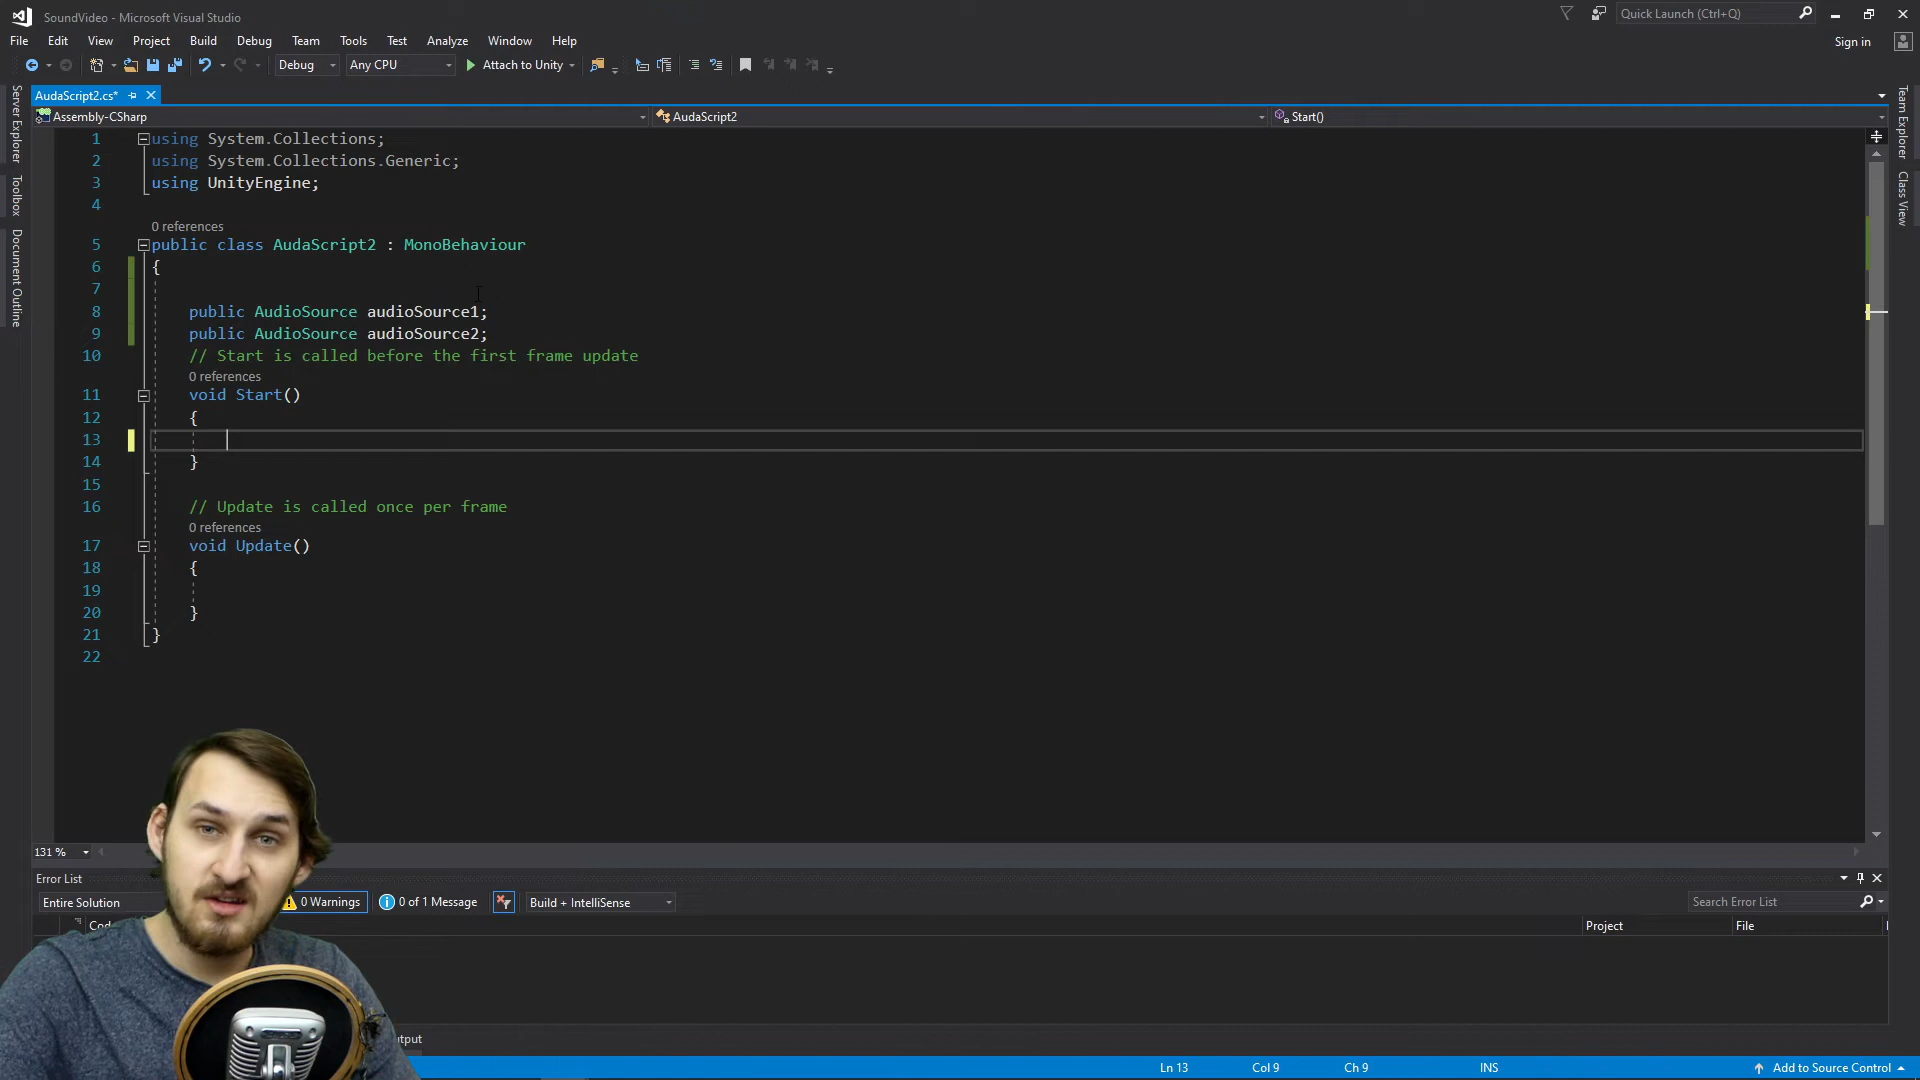 SoundVideo - Microsoft Visual Studio
Quick Launch (Ctrl+Q)
File Edit View Project Build Debug Team Tools Test Analyze Window Help
Sign in
Debug Any CPU Attach to Unity
Server Explorer
Toolbox
Document Outline
Team Explorer
Class View
AudaScript2.cs*
Assembly-CSharp AudaScript2 Start()
1 using System.Collections;
2 using System.Collections.Generic;
3 using UnityEngine;
4
0 references
5 public class AudaScript2 : MonoBehaviour
6 {
7
8 public AudioSource audioSource1;
9 public AudioSource audioSource2;
10 // Start is called before the first frame update
0 references
11 void Start()
12 {
13
14 }
15
16 // Update is called once per frame
0 references
17 void Update()
18 {
19
20 }
21 }
22
131 %
Error List
Entire Solution 0 Warnings 0 of 1 Message Build + IntelliSense Search Error List
Project File
Ln 13 Col 9 Ch 9 INS Add to Source Control